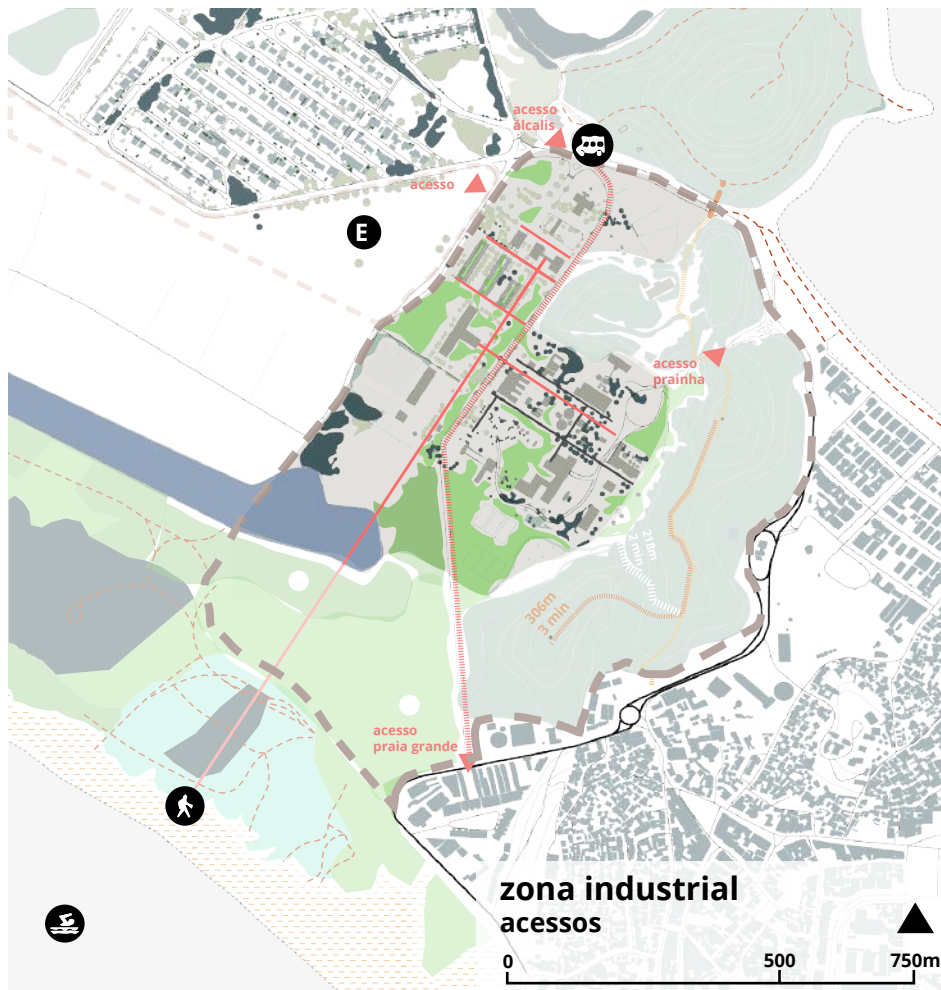 acesso
álcalis
acesso
E
acesso
prainha
218m
2 min
306m
3 min
acesso
praia grande
zona industrial
acessos
0
500
750m